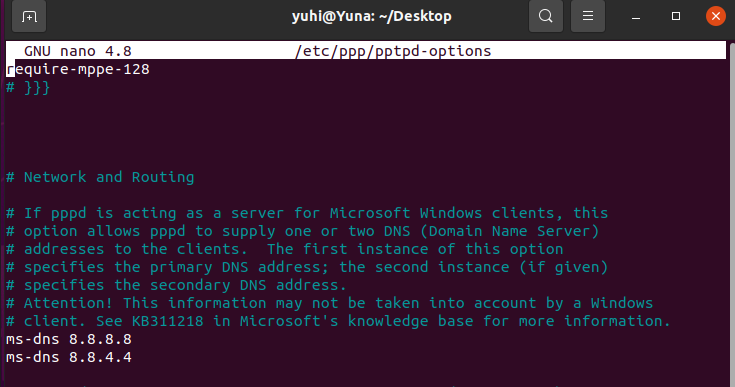 yuhi@Yuna: ~/Desktop
GNU nano 4.8 /etc/ppp/pptpd-options
require-mppe-128
# }}}
# Network and Routing
# If pppd is acting as a server for Microsoft Windows clients, this
# option allows pppd to supply one or two DNS (Domain Name Server)
# addresses to the clients.  The first instance of this option
# specifies the primary DNS address; the second instance (if given)
# specifies the secondary DNS address.
# Attention! This information may not be taken into account by a Windows
# client. See KB311218 in Microsoft's knowledge base for more information.
ms-dns 8.8.8.8
ms-dns 8.8.4.4